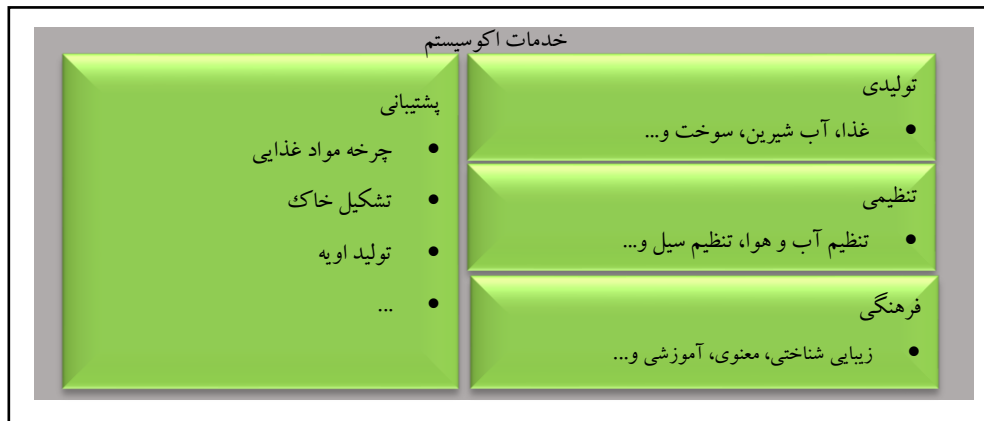 خدمات اکوسیستم
تولیدی
• غذا، آب شیرین، سوخت و...
تنظیمی
• تنظیم آب و هوا، تنظیم سیل و...
فرهنگی
• زیبایی شناختی، معنوی، آموزشی و...
پشتیبانی
• چرخه مواد غذایی
• تشکیل خاک
• تولید اویه
• ...